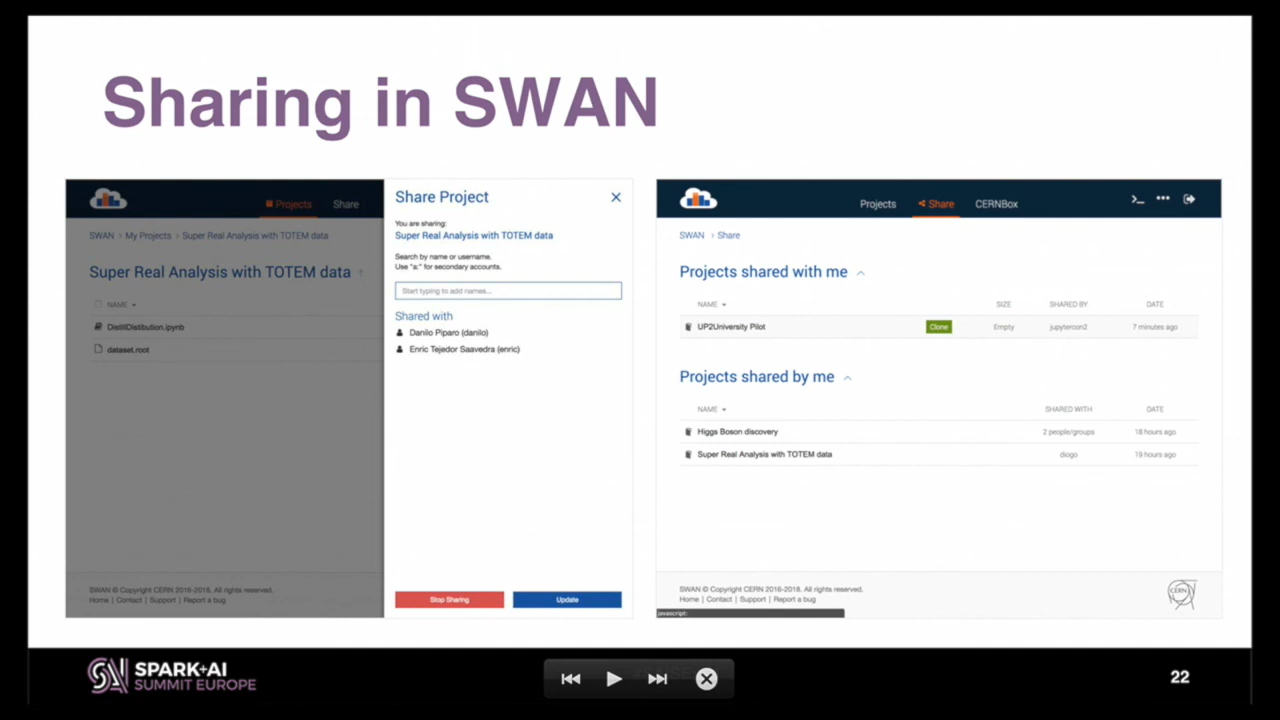 Sharing in SWAN
Projects
Share
SWAN > My Projects > Super Real Analysis with TOTEM data
Super Real Analysis with TOTEM data
NAME
DistillDistibution.ipynb
dataset.root
SWAN © Copyright CERN 2016-2018. All rights reserved.
Home | Contact | Support | Report a bug
Share Project
You are sharing:
Super Real Analysis with TOTEM data
Search by name or username.
Use "a:" for secondary accounts.
Start typing to add names...
Shared with
Danilo Piparo (danilo)
Enric Tejedor Saavedra (enric)
Stop Sharing
Update
Projects
Share
CERNBox
SWAN > Share
Projects shared with me
NAME SIZE SHARED BY DATE
UP2University Pilot Clone Empty jupytercon2 7 minutes ago
Projects shared by me
NAME SHARED WITH DATE
Higgs Boson discovery 2 people/groups 18 hours ago
Super Real Analysis with TOTEM data diogo 19 hours ago
SWAN © Copyright CERN 2016-2018. All rights reserved.
Home | Contact | Support | Report a bug
CERN
javascript:
SPARK+AI
SUMMIT EUROPE
22